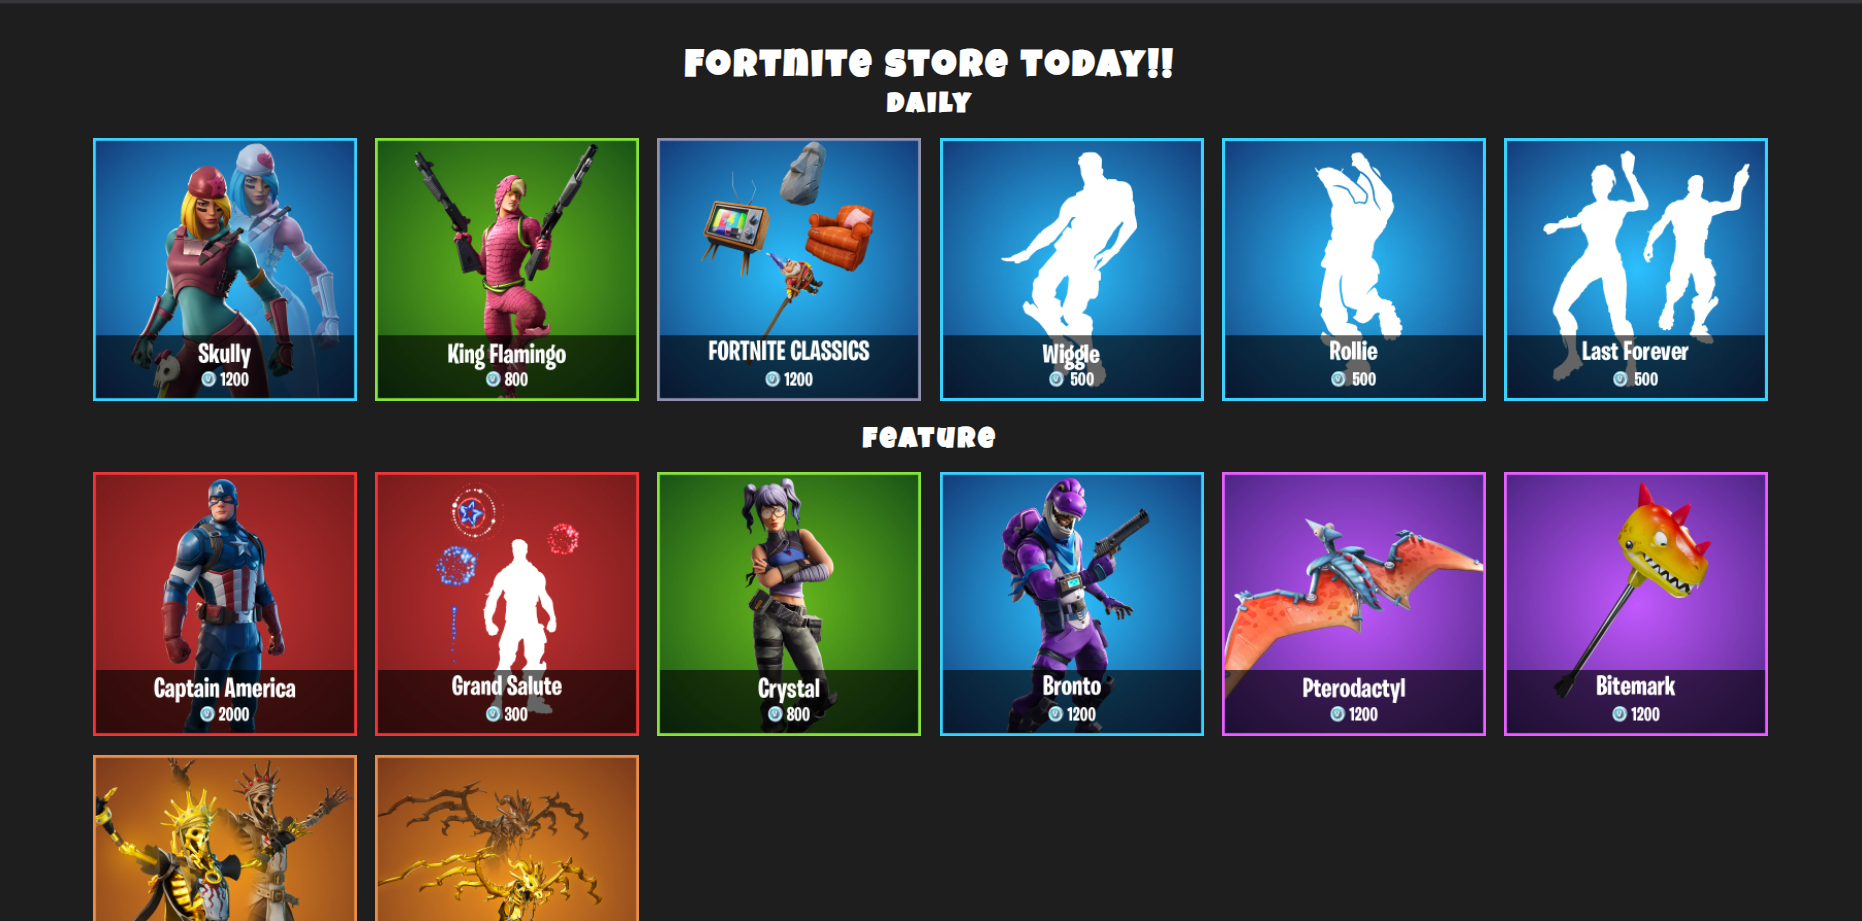 FORTNITE STORE TODAY!!
DAILY
Skully
1200
King Flamingo
800
FORTNITE CLASSICS
1200
Wiggle
500
Rollie
500
Last Forever
500
FEATURE
Captain America
2000
Grand Salute
300
Crystal
800
Bronto
1200
Pterodactyl
1200
Bitemark
1200